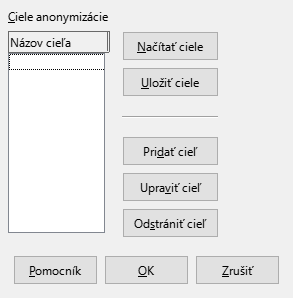 Ciele anonymizácie
Názov cieľa
Načítať ciele
Uložiť ciele
Pridať cieľ
Upraviť cieľ
Odstrániť cieľ
Pomocník
OK
Zrušiť